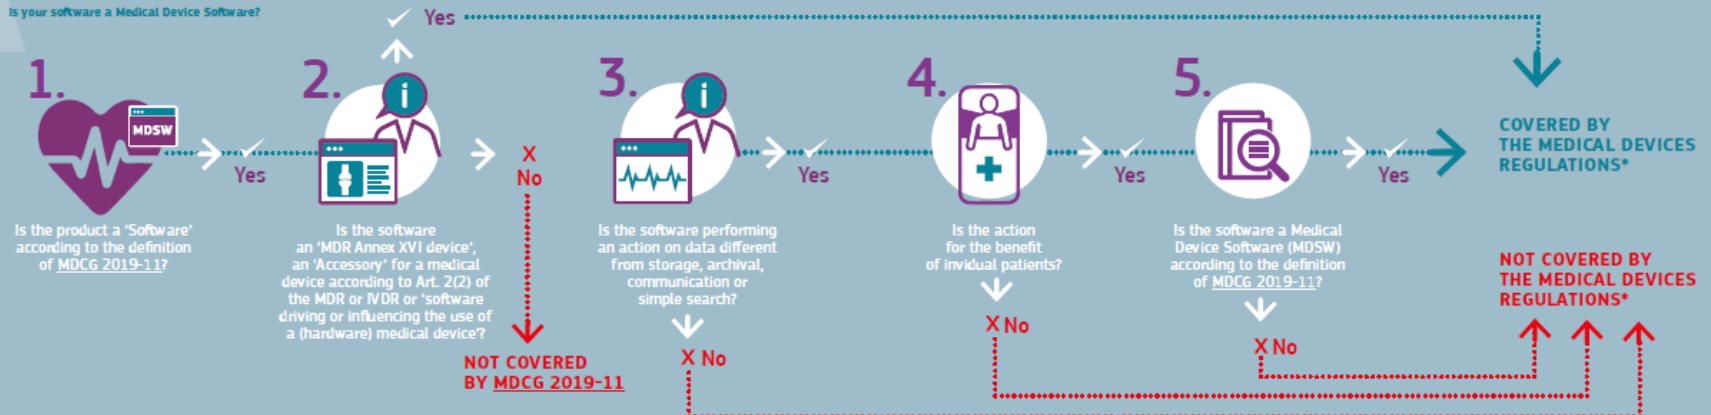 Is your software a Medical Device Software?
Yes
1.
MDSW
Yes
Is the product a 'Software'
according to the definition
of MDCG 2019-11?
2.
i
X
No
Is the software
an 'MDR Annex XVI device',
an 'Accessory' for a medical
device according to Art. 2(2) of
the MDR or IVDR or 'software
driving or influencing the use of
a (hardware) medical device'?
NOT COVERED
BY MDCG 2019-11
3.
i
Yes
Is the software performing
an action on data different
from storage, archival,
communication or
simple search?
X No
4.
Yes
Is the action
for the benefit
of invidual patients?
X No
5.
Yes
Is the software a Medical
Device Software (MDSW)
according to the definition
of MDCG 2019-11?
X No
COVERED BY
THE MEDICAL DEVICES
REGULATIONS*
NOT COVERED BY
THE MEDICAL DEVICES
REGULATIONS*